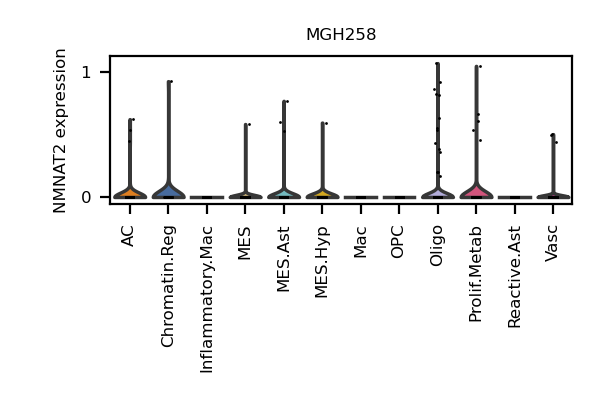 MGH258
NMNAT2 expression
1
0
AC
Chromatin.Reg
Inflammatory.Mac
MES
MES.Ast
MES.Hyp
Mac
OPC
Oligo
Prolif.Metab
Reactive.Ast
Vasc